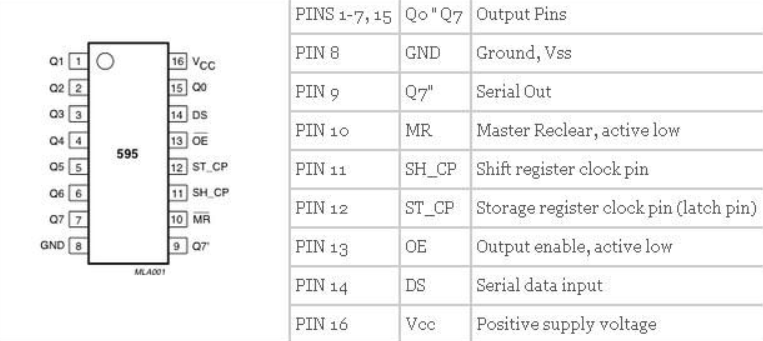 Q1 1 16 VCC
Q2 2 15 Q0
Q3 3 14 DS
Q4 4 13 OE
595
Q5 5 12 ST_CP
Q6 6 11 SH_CP
Q7 7 10 MR
GND 8 9 Q7'
MLA001
PINS 1-7, 15 Q0 " Q7 Output Pins
PIN 8 GND Ground, Vss
PIN 9 Q7" Serial Out
PIN 10 MR Master Reclear, active low
PIN 11 SH_CP Shift register clock pin
PIN 12 ST_CP Storage register clock pin (latch pin)
PIN 13 OE Output enable, active low
PIN 14 DS Serial data input
PIN 16 Vcc Positive supply voltage